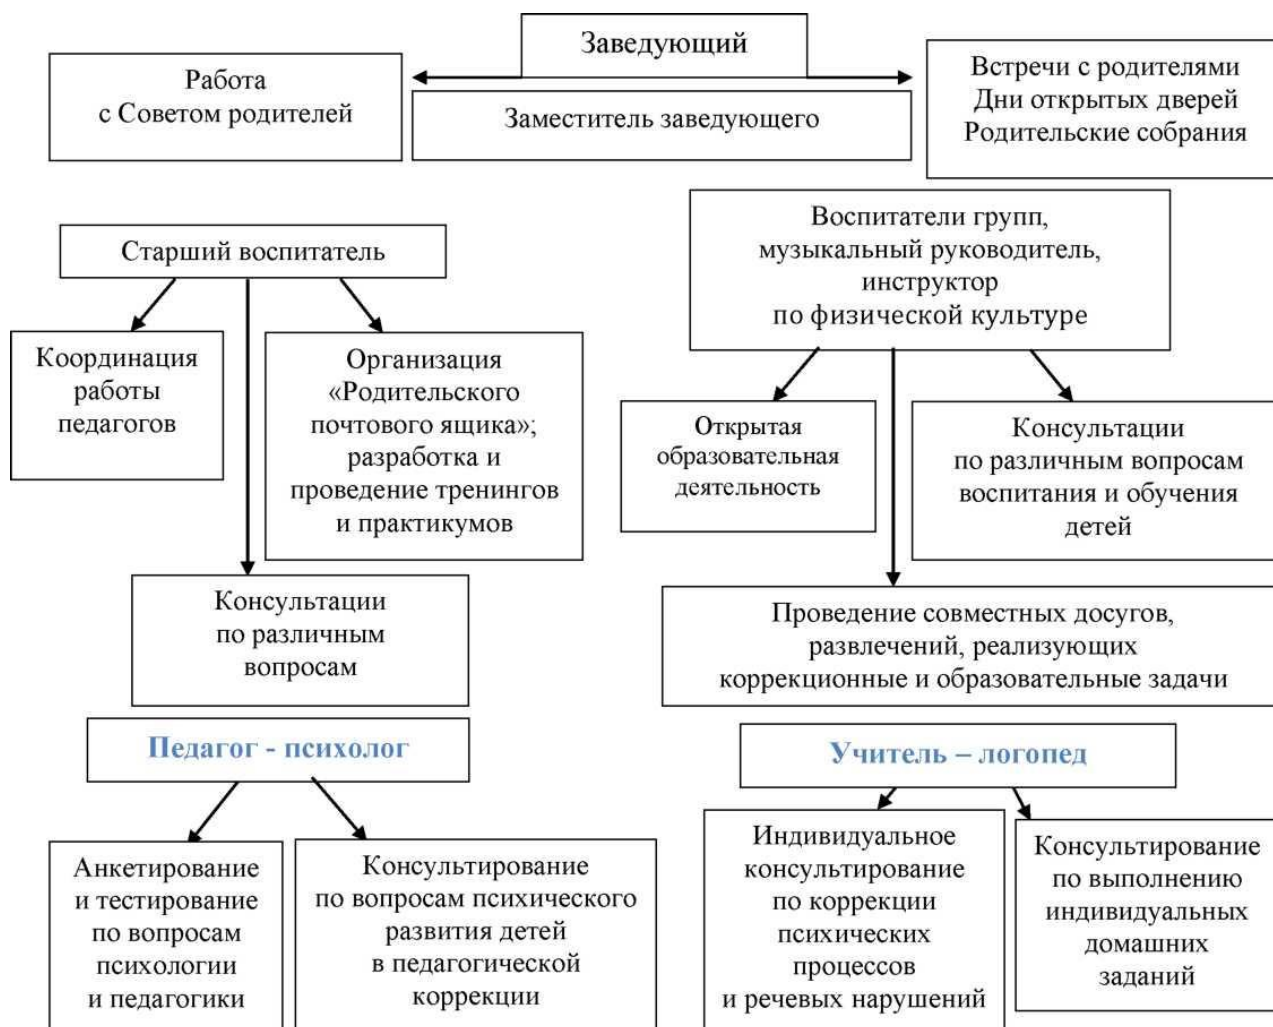 Заведующий
Работа
с Советом родителей
Заместитель заведующего
Встречи с родителями
Дни открытых дверей
Родительские собрания
Старший воспитатель
Воспитатели групп,
музыкальный руководитель,
инструктор
по физической культуре
Координация
работы
педагогов
Организация
«Родительского
почтового ящика»;
разработка и
проведение тренингов
и практикумов
Открытая
образовательная
деятельность
Консультации
по различным вопросам
воспитания и обучения
детей
Консультации
по различным
вопросам
Проведение совместных досугов,
развлечений, реализующих
коррекционные и образовательные задачи
Педагог - психолог
Учитель – логопед
Анкетирование
и тестирование
по вопросам
психологии
и педагогики
Консультирование
по вопросам психического
развития детей
в педагогической
коррекции
Индивидуальное
консультирование
по коррекции
психических
процессов
и речевых нарушений
Консультирование
по выполнению
индивидуальных
домашних
заданий